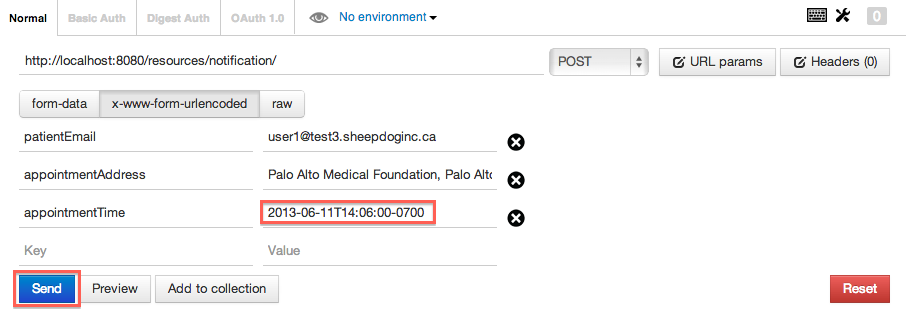 Normal Basic Auth Digest Auth OAuth 1.0 No environment 0
http://localhost:8080/resources/notification/ POST URL params Headers (0)
form-data x-www-form-urlencoded raw
patientEmail user1@test3.sheepdoginc.ca
appointmentAddress Palo Alto Medical Foundation, Palo Alto
appointmentTime 2013-06-11T14:06:00-0700
Key Value
Send Preview Add to collection Reset